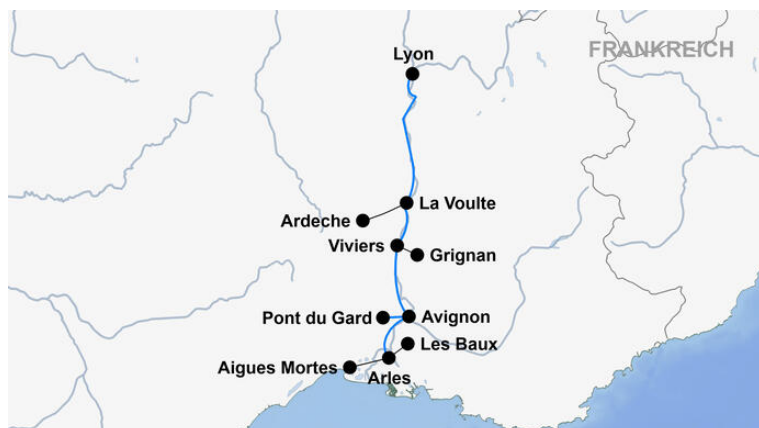 FRANKREICH
Lyon
La Voulte
Ardeche
Viviers
Grignan
Pont du Gard
Avignon
Les Baux
Aigues Mortes
Arles